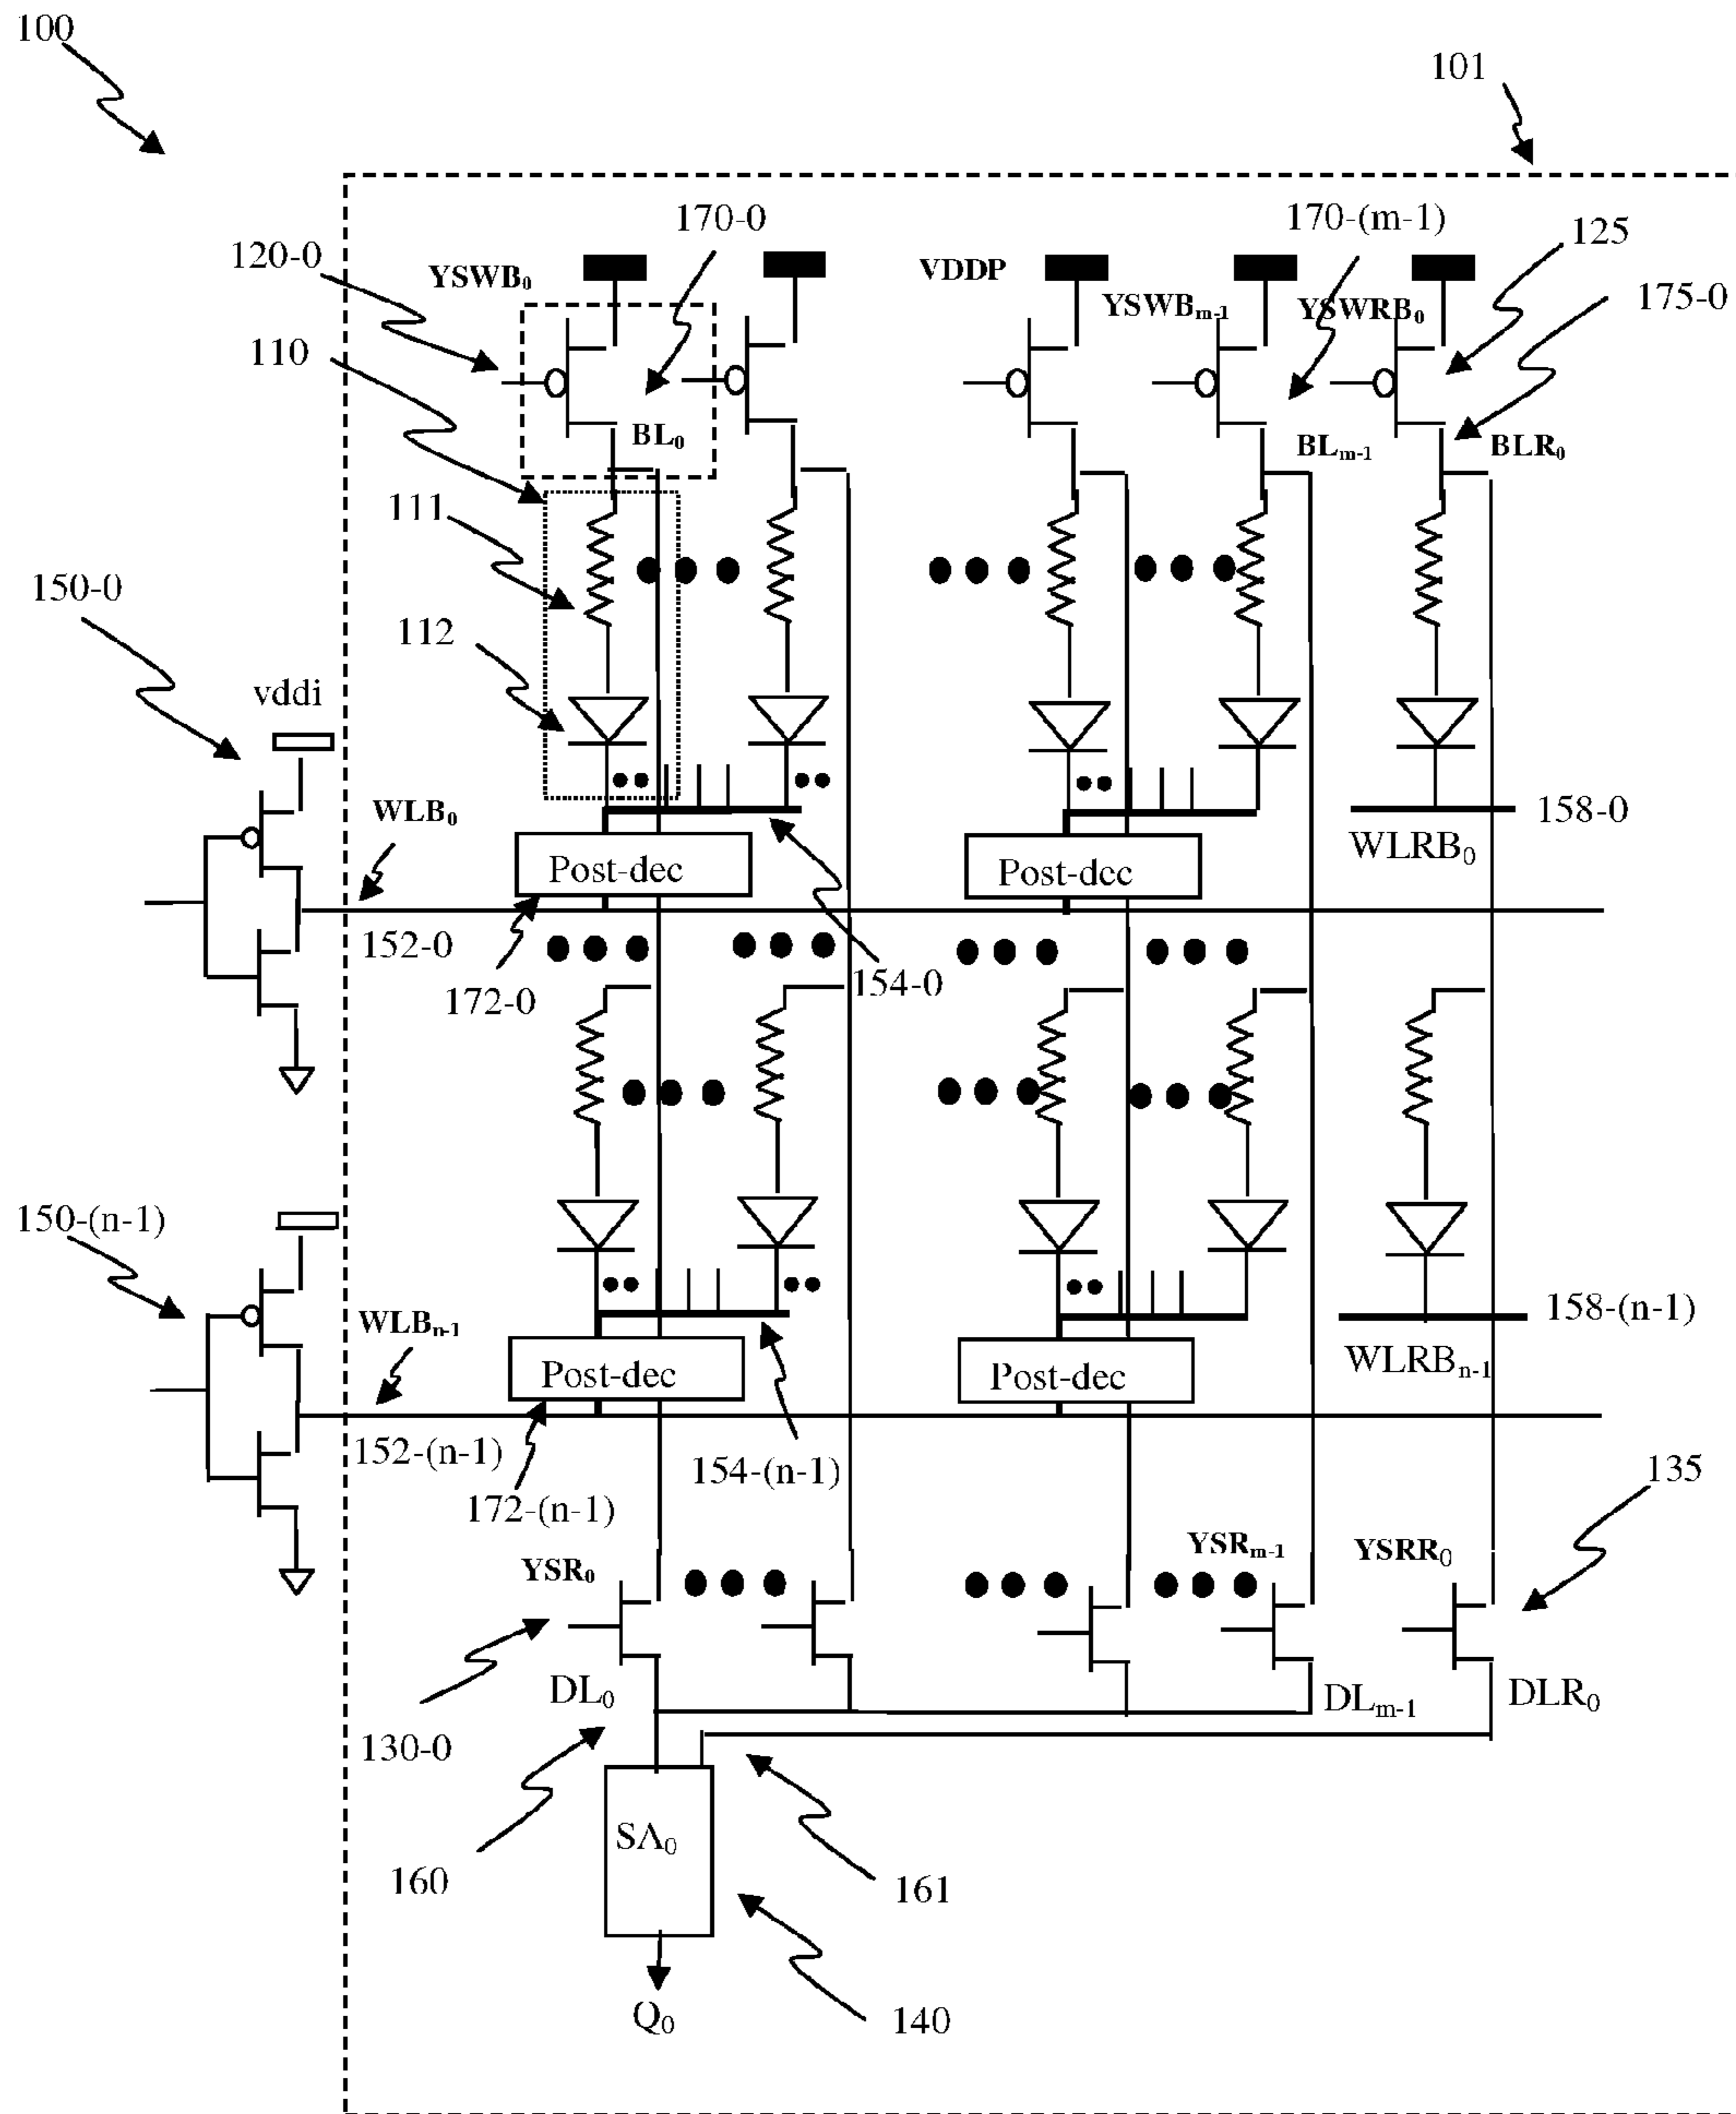 100
101
170-0
170-(m-1)
125
120-0
YSWB₀
VDDP
YSWBₘ₋₁
YSWRB₀
175-0
110
BL₀
BLₘ₋₁
BLR₀
111
150-0
112
vddi
WLB₀
158-0
WLRB₀
Post-dec
Post-dec
152-0
172-0
154-0
150-(n-1)
WLBₙ₋₁
158-(n-1)
WLRBₙ₋₁
Post-dec
Post-dec
152-(n-1)
154-(n-1)
172-(n-1)
135
YSR₀
YSRₘ₋₁
YSRR₀
DL₀
DLₘ₋₁
DLR₀
130-0
SA₀
160
161
Q₀
140